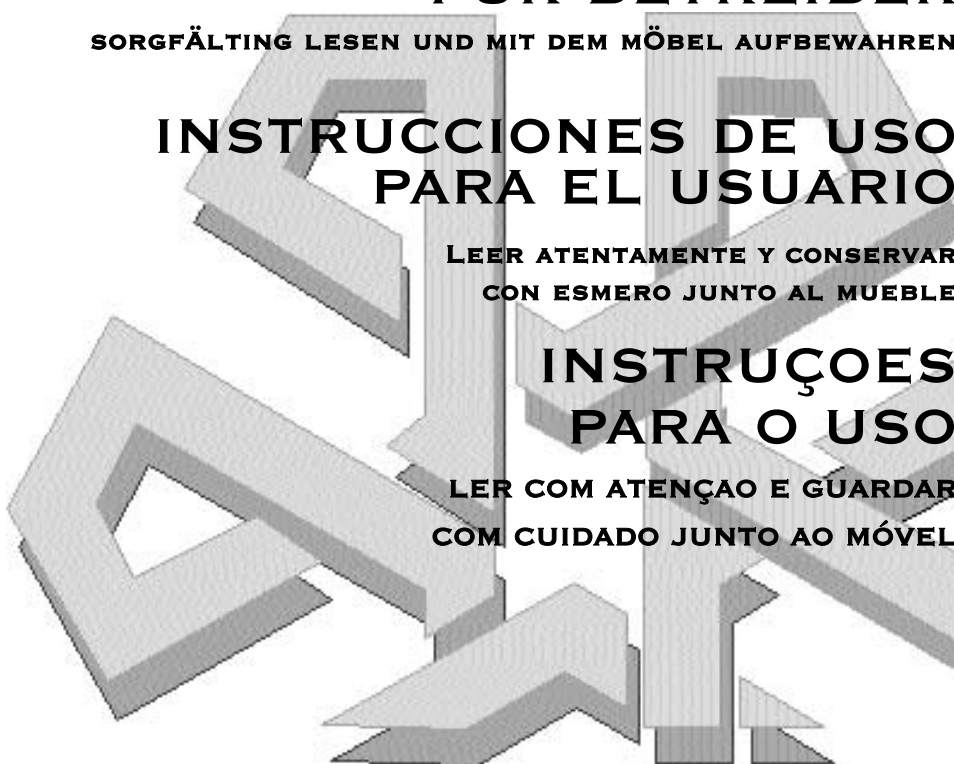 SORGFÄLTING LESEN UND MIT DEM MÖBEL AUFBEWAHREN
INSTRUCCIONES DE USO
PARA EL USUARIO
LEER ATENTAMENTE Y CONSERVAR
CON ESMERO JUNTO AL MUEBLE
INSTRUÇOES
PARA O USO
LER COM ATENÇAO E GUARDAR
COM CUIDADO JUNTO AO MÓVEL